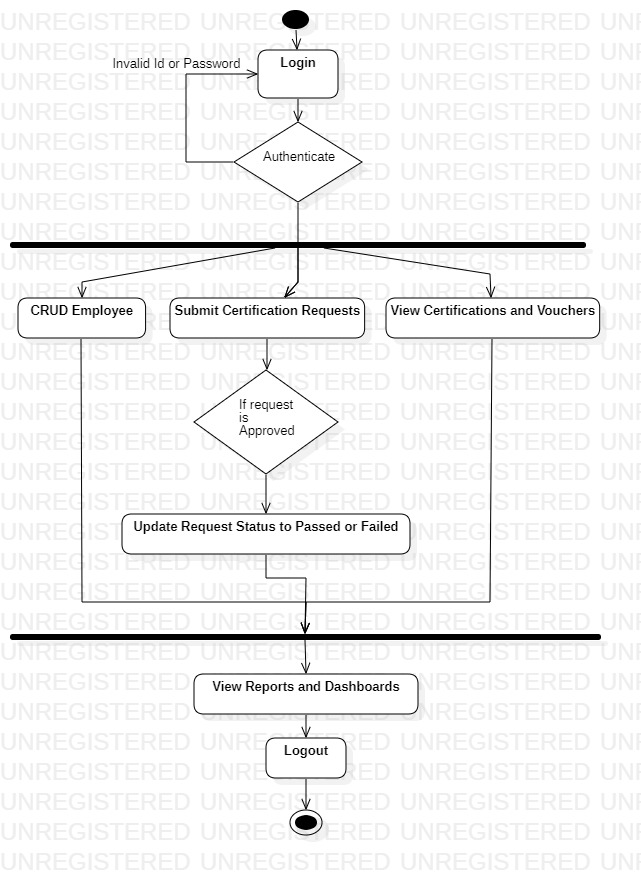 UNREGISTERED
Invalid Id or Password
Login
Authenticate
CRUD Employee
Submit Certification Requests
View Certifications and Vouchers
If request
is
Approved
Update Request Status to Passed or Failed
View Reports and Dashboards
Logout